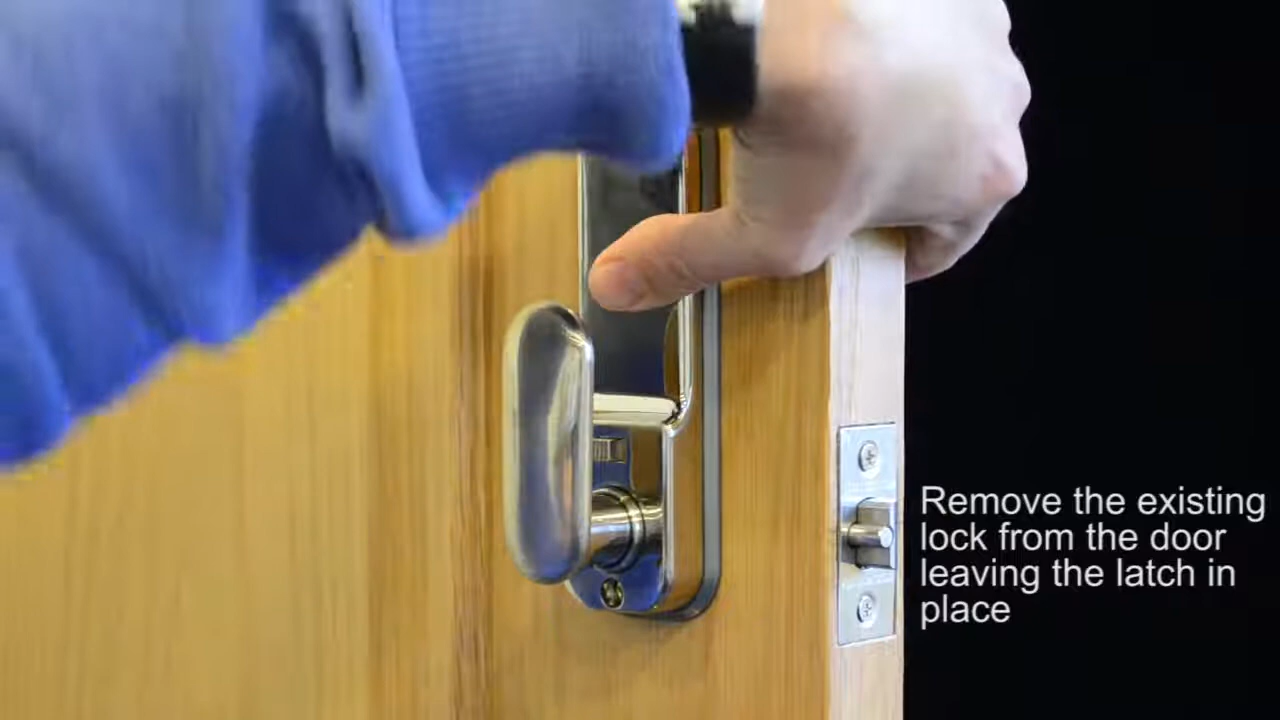 Remove the existing
lock from the door
leaving the latch in
place